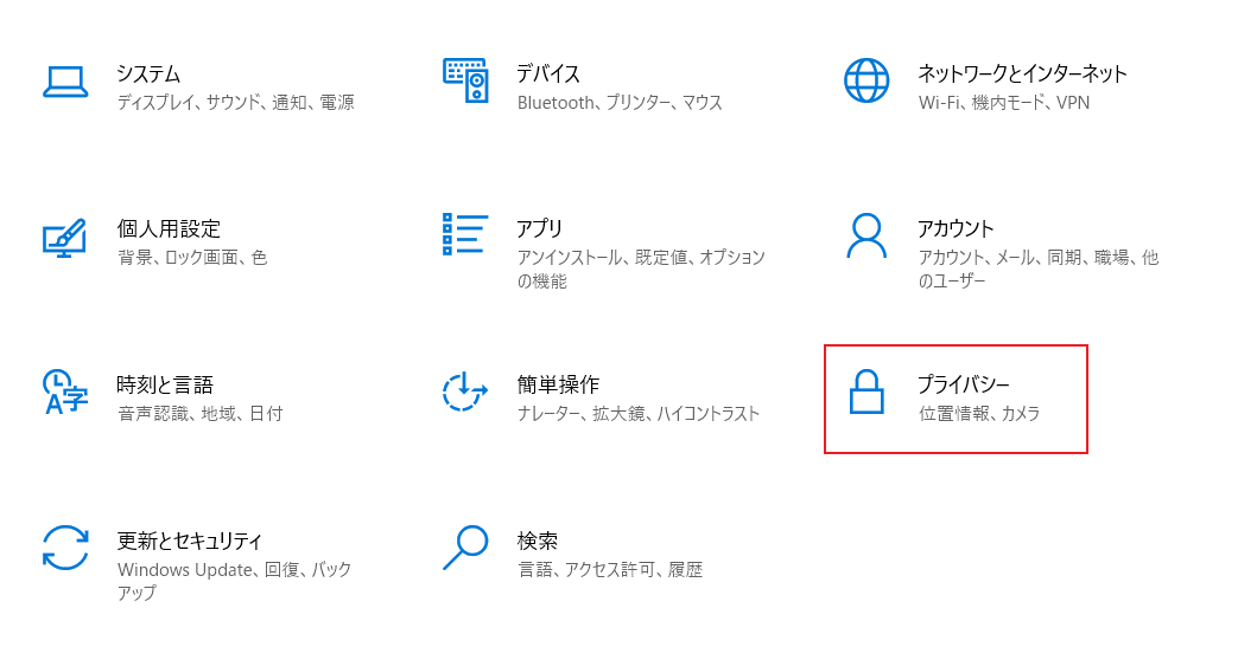 システム
ディスプレイ、サウンド、通知、電源
デバイス
Bluetooth、プリンター、マウス
ネットワークとインターネット
Wi-Fi、機内モード、VPN
個人用設定
背景、ロック画面、色
アプリ
アンインストール、既定値、オプション
の機能
アカウント
アカウント、メール、同期、職場、他
のユーザー
時刻と言語
音声認識、地域、日付
簡単操作
ナレーター、拡大鏡、ハイコントラスト
プライバシー
位置情報、カメラ
更新とセキュリティ
Windows Update、回復、バック
アップ
検索
言語、アクセス許可、履歴